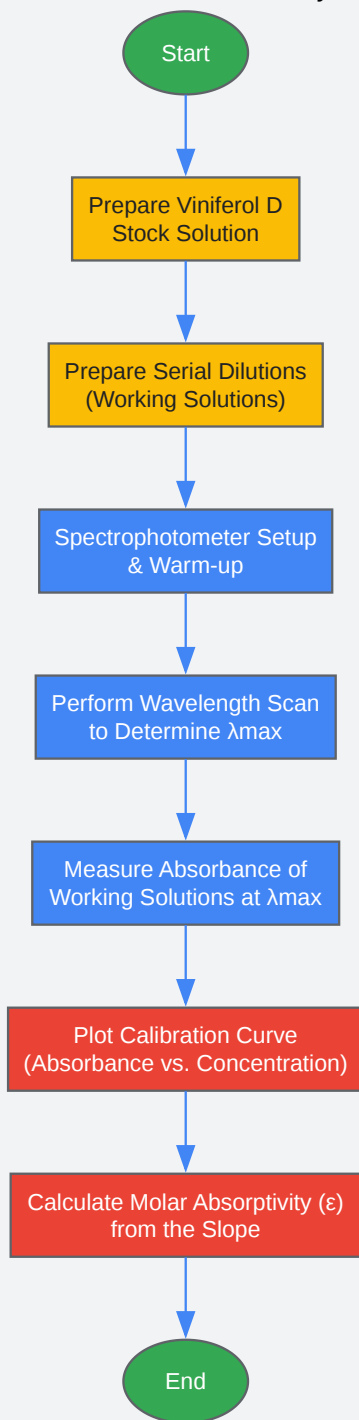 Start
Prepare Viniferol D
Stock Solution
Prepare Serial Dilutions
(Working Solutions)
Spectrophotometer Setup
& Warm-up
Perform Wavelength Scan
to Determine λmax
Measure Absorbance of
Working Solutions at λmax
Plot Calibration Curve
(Absorbance vs. Concentration)
Calculate Molar Absorptivity (ε)
from the Slope
End